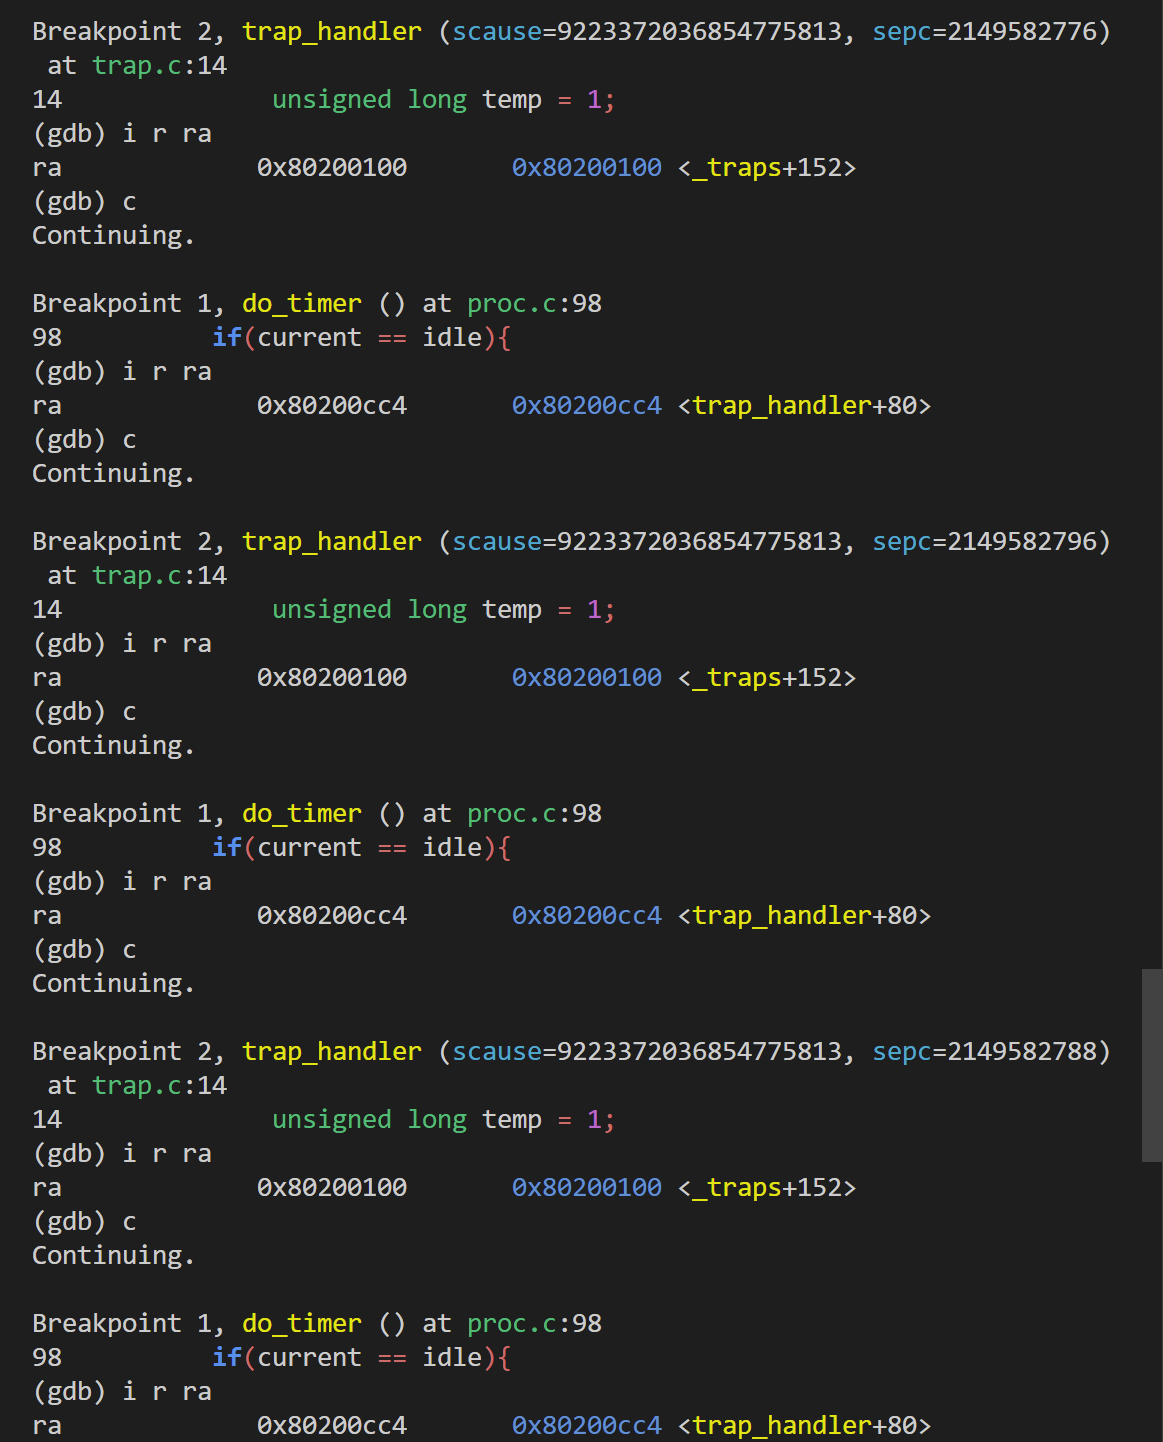 Breakpoint 2, trap_handler (scause=9223372036854775813, sepc=2149582776)
 at trap.c:14
14              unsigned long temp = 1;
(gdb) i r ra
ra             0x80200100       0x80200100 <_traps+152>
(gdb) c
Continuing.

Breakpoint 1, do_timer () at proc.c:98
98          if(current == idle){
(gdb) i r ra
ra             0x80200cc4       0x80200cc4 <trap_handler+80>
(gdb) c
Continuing.

Breakpoint 2, trap_handler (scause=9223372036854775813, sepc=2149582796)
 at trap.c:14
14              unsigned long temp = 1;
(gdb) i r ra
ra             0x80200100       0x80200100 <_traps+152>
(gdb) c
Continuing.

Breakpoint 1, do_timer () at proc.c:98
98          if(current == idle){
(gdb) i r ra
ra             0x80200cc4       0x80200cc4 <trap_handler+80>
(gdb) c
Continuing.

Breakpoint 2, trap_handler (scause=9223372036854775813, sepc=2149582788)
 at trap.c:14
14              unsigned long temp = 1;
(gdb) i r ra
ra             0x80200100       0x80200100 <_traps+152>
(gdb) c
Continuing.

Breakpoint 1, do_timer () at proc.c:98
98          if(current == idle){
(gdb) i r ra
ra             0x80200cc4       0x80200cc4 <trap_handler+80>